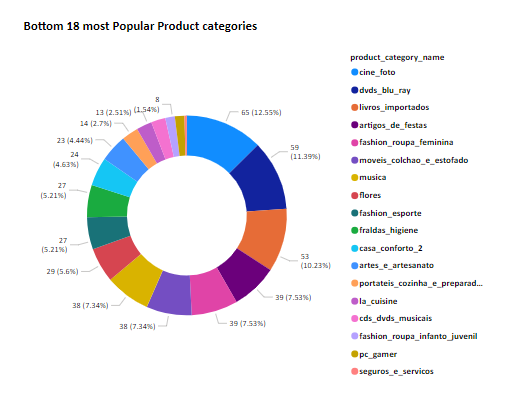 Bottom 18 most Popular Product categories
product_category_name
cine_foto
dvds_blu_ray
livros_importados
artigos_de_festas
fashion_roupa_feminina
moveis_colchao_e_estofado
musica
flores
fashion_esporte
fraldas_higiene
casa_conforto_2
artes_e_artesanato
portateis_cozinha_e_preparad...
la_cuisine
cds_dvds_musicais
fashion_roupa_infanto_juvenil
pc_gamer
seguros_e_servicos
65 (12.55%)
59
(11.39%)
53
(10.23%)
39 (7.53%)
39 (7.53%)
38 (7.34%)
38 (7.34%)
29 (5.6%)
27
(5.21%)
27
(5.21%)
24
(4.63%)
23 (4.44%)
14 (2.7%)
13 (2.51%)
8
(1.54%)